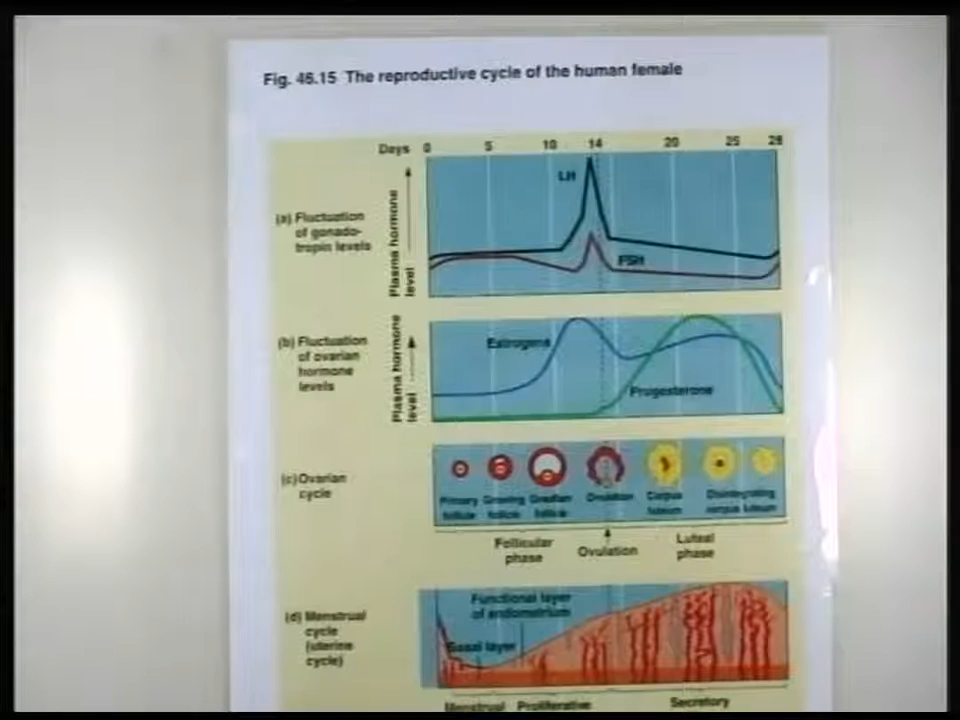 Fig. 46.15 The reproductive cycle of the human female
Days 0 5 10 14 20 25 28
(a) Fluctuation
of gonado-
tropin levels
Plasma hormone
level
LH
FSH
(b) Fluctuation
of ovarian
hormone
levels
Plasma hormone
level
Estrogens
Progesterone
(c) Ovarian
cycle
Primary
follicle
Growing
follicle
Graafian
follicle
Ovulation
Corpus
luteum
Disintegrating
corpus luteum
Follicular
phase
Ovulation
Luteal
phase
(d) Menstrual
cycle
(uterine
cycle)
Functional layer
of endometrium
Basal layer
Menstrual Proliferative Secretory